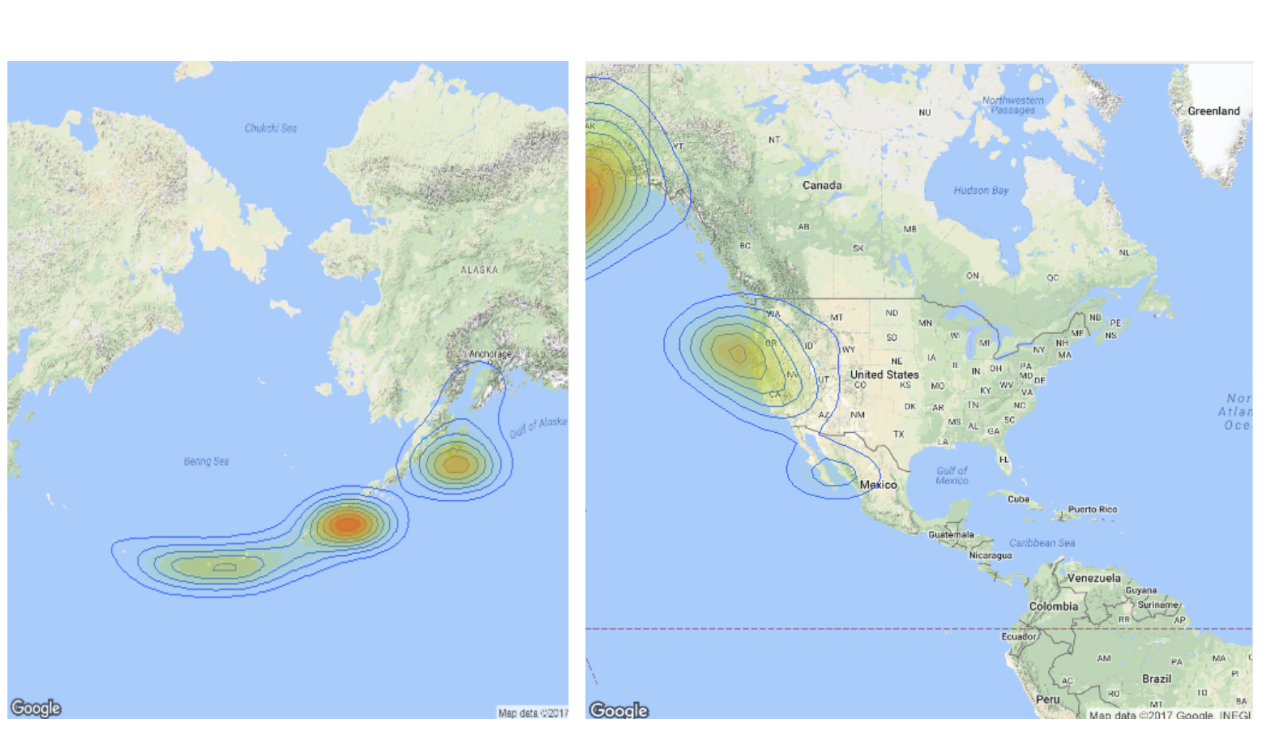 Chukchi Sea
ALASKA
Anchorage
Gulf of Alaska
Bering Sea
Google
Map data ©2017
Northwestern
Passages
Greenland
NU
AK
YT
NT
Canada
Hudson Bay
AB
MB
BC
SK
NL
ON
QC
WA
MT
ND
MN
NB
PE
ME
NS
OR
ID
SD
WI
MI
NH
NY
MA
WY
NE
IA
United States
IL
IN
OH
PA
MD
DE
NV
UT
CO
KS
MO
KY
WV
VA
CA
OK
AR
TN
NC
AZ
NM
MS
AL
SC
GA
TX
LA
FL
Nor
Atlan
Oce
Gulf of
Mexico
Mexico
Cuba
Puerto Rico
Guatemala
Caribbean Sea
Nicaragua
Venezuela
Guyana
Colombia
Suriname
RR
AP
Ecuador
AM
PA
MA
AC
Brazil
PI
Peru
RO
TO
MT
BA
Google
Map data ©2017 Google, INEGI